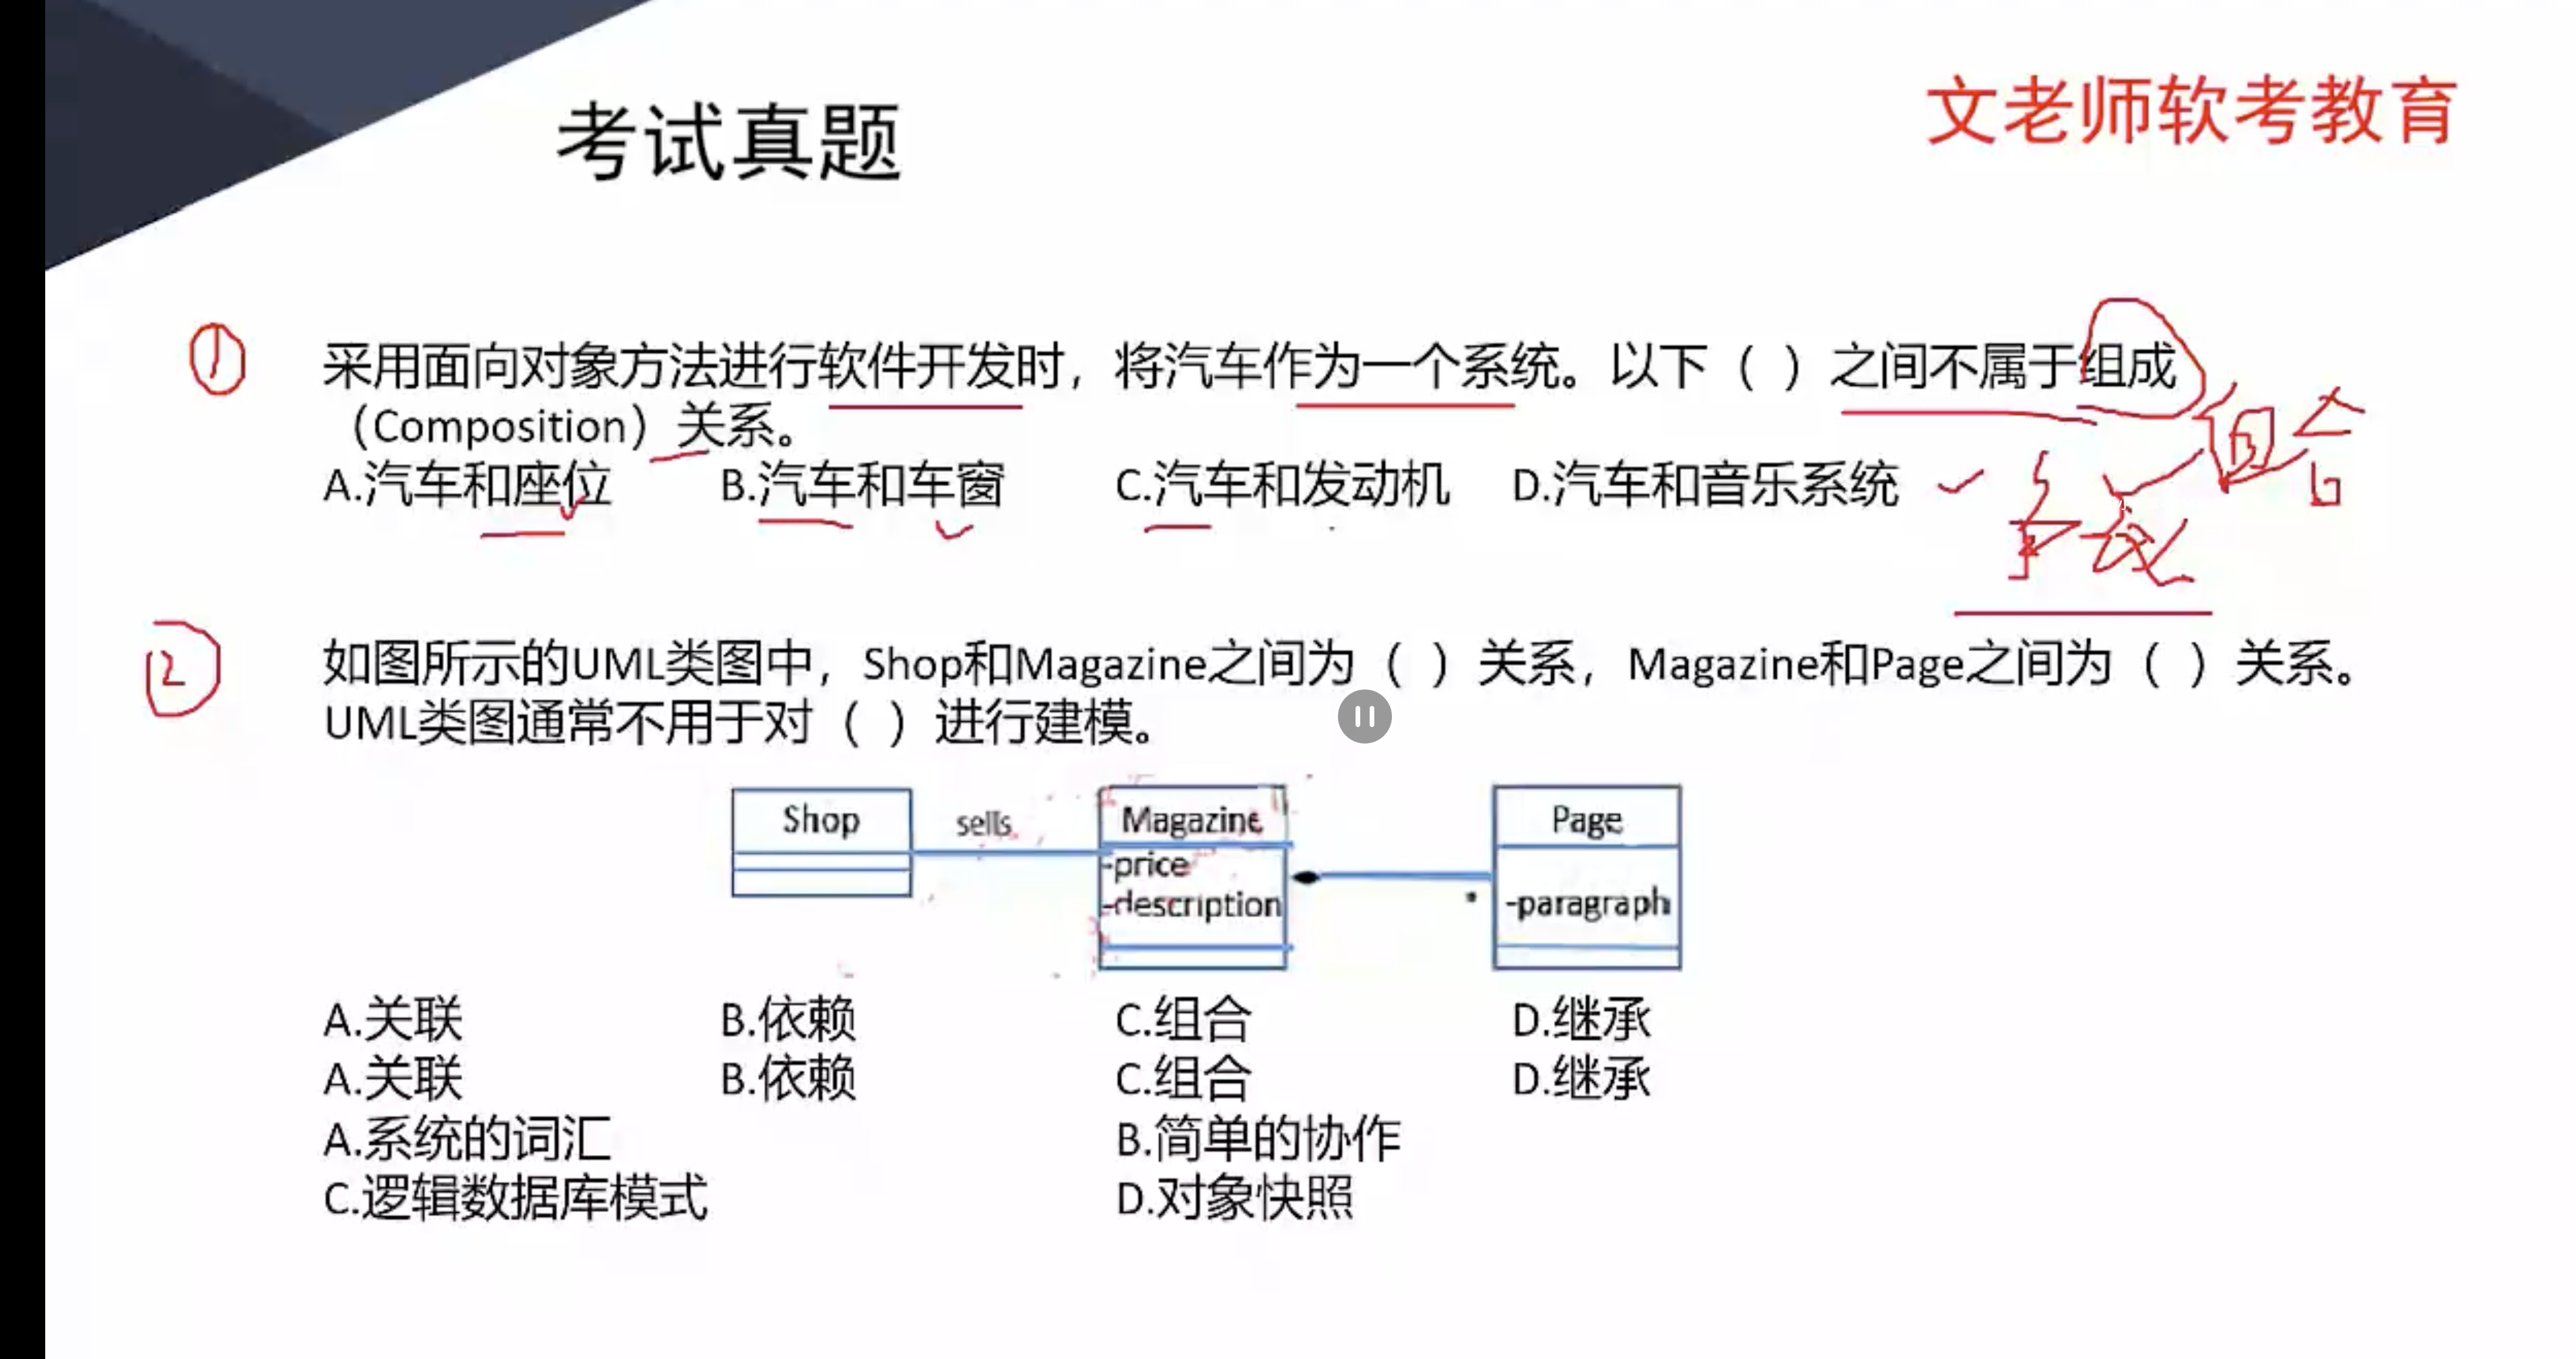 考试真题
文老师软考教育
采用面向对象方法进行软件开发时，将汽车作为一个系统。以下（ ）之间不属于组成
（Composition）关系。
A.汽车和座位 B.汽车和车窗 C.汽车和发动机 D.汽车和音乐系统
如图所示的UML类图中，Shop和Magazine之间为（ ）关系，Magazine和Page之间为（ ）关系。
UML类图通常不用于对（ ）进行建模。
Shop sells Magazine Page
-price
-description * -paragraph
A.关联 B.依赖 C.组合 D.继承
A.关联 B.依赖 C.组合 D.继承
A.系统的词汇 B.简单的协作
C.逻辑数据库模式 D.对象快照